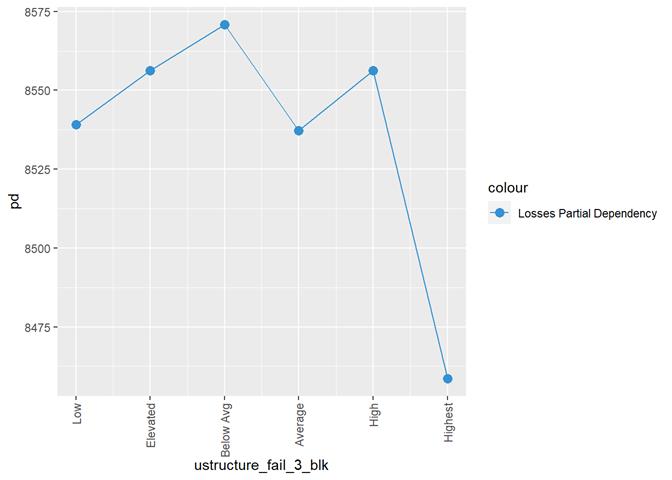 8575
8550
8525
8500
8475
pd
Low
Elevated
Below Avg
Average
High
Highest
ustructure_fail_3_blk
colour
Losses Partial Dependency